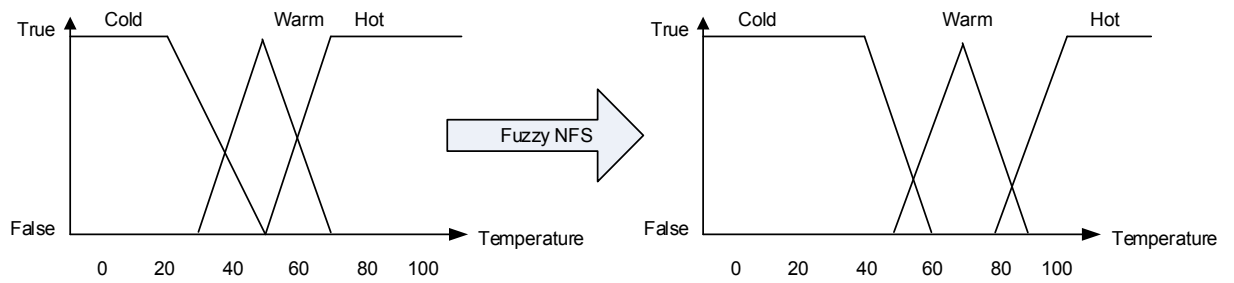 Cold Warm Hot
True
False
Temperature
0 20 40 60 80 100
Fuzzy NFS
Cold Warm Hot
True
False
Temperature
0 20 40 60 80 100